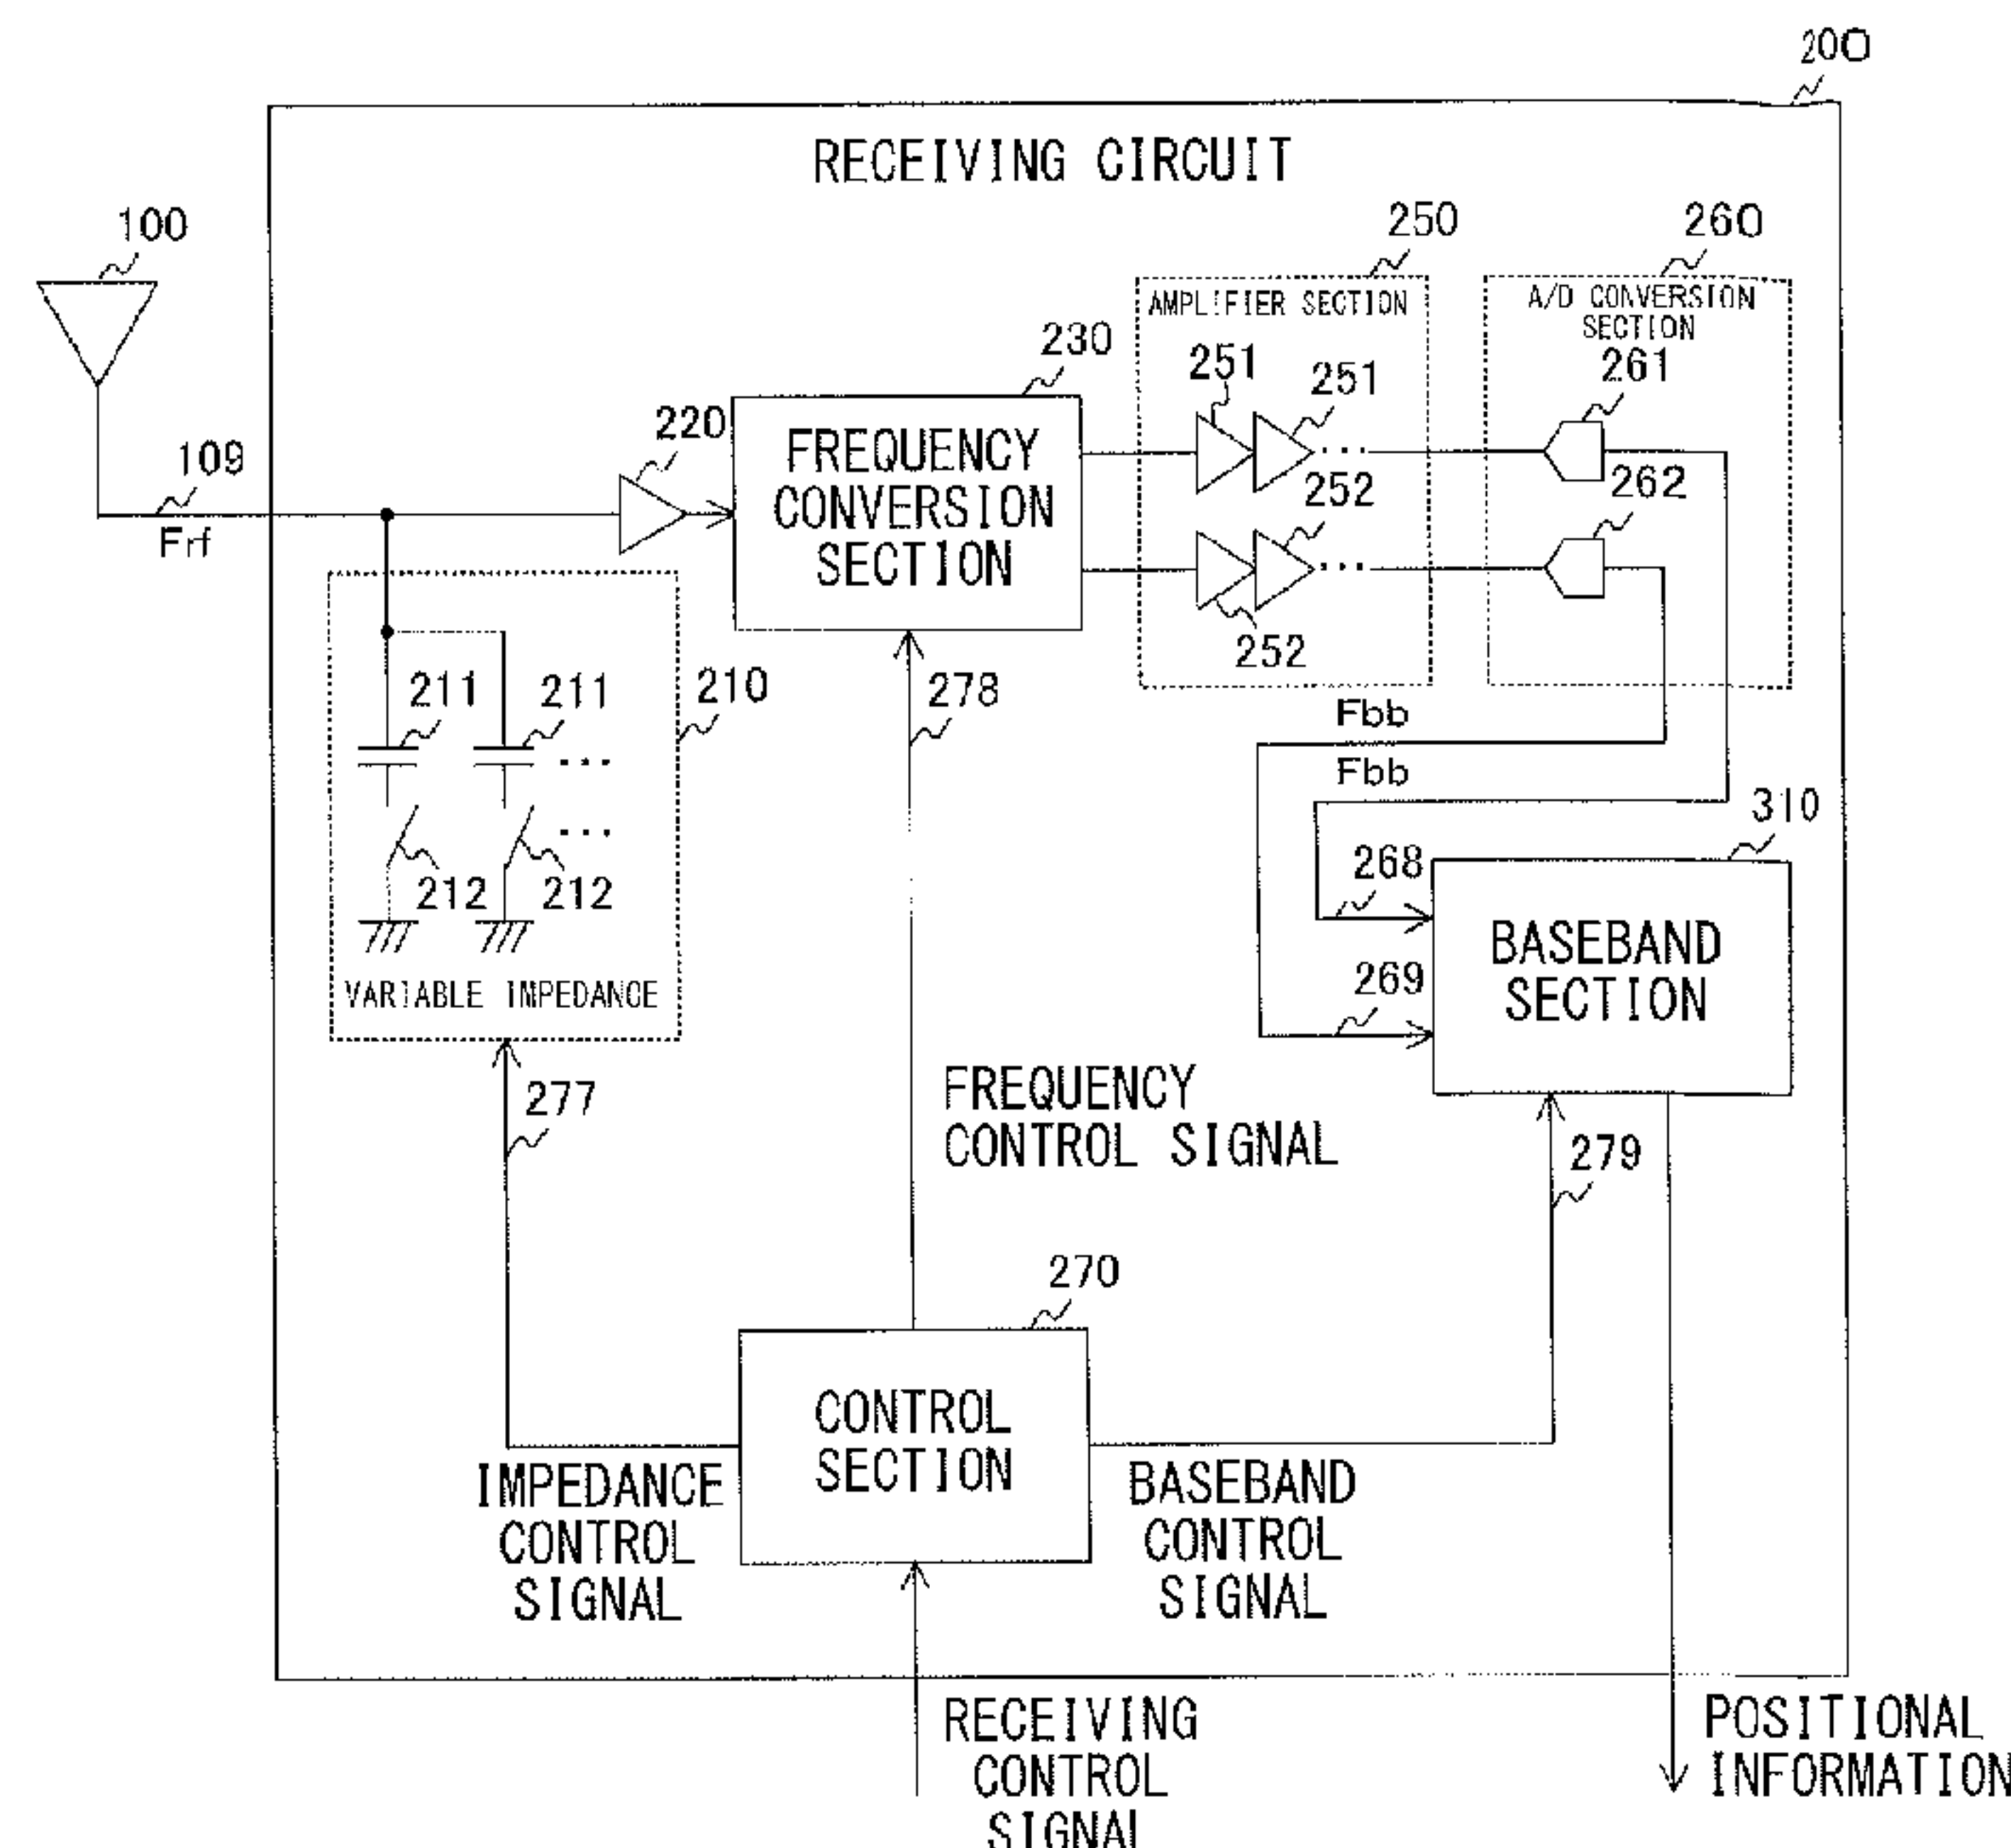 200
RECEIVING CIRCUIT
100
250
260
AMPLIFIER SECTION
A/D CONVERSION
SECTION
230
251
251
261
220
FREQUENCY
CONVERSION
SECTION
109
Frf
262
252
252
211
211
210
278
Fbb
Fbb
...
...
310
212
212
268
VARIABLE IMPEDANCE
269
BASEBAND
SECTION
277
FREQUENCY
CONTROL SIGNAL
279
270
CONTROL
SECTION
IMPEDANCE
CONTROL
SIGNAL
BASEBAND
CONTROL
SIGNAL
RECEIVING
CONTROL
SIGNAL
POSITIONAL
INFORMATION